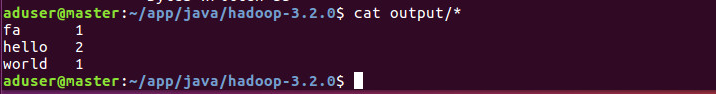 aduser@master:~/app/java/hadoop-3.2.0$ cat output/*
fa 1
hello 2
world 1
aduser@master:~/app/java/hadoop-3.2.0$